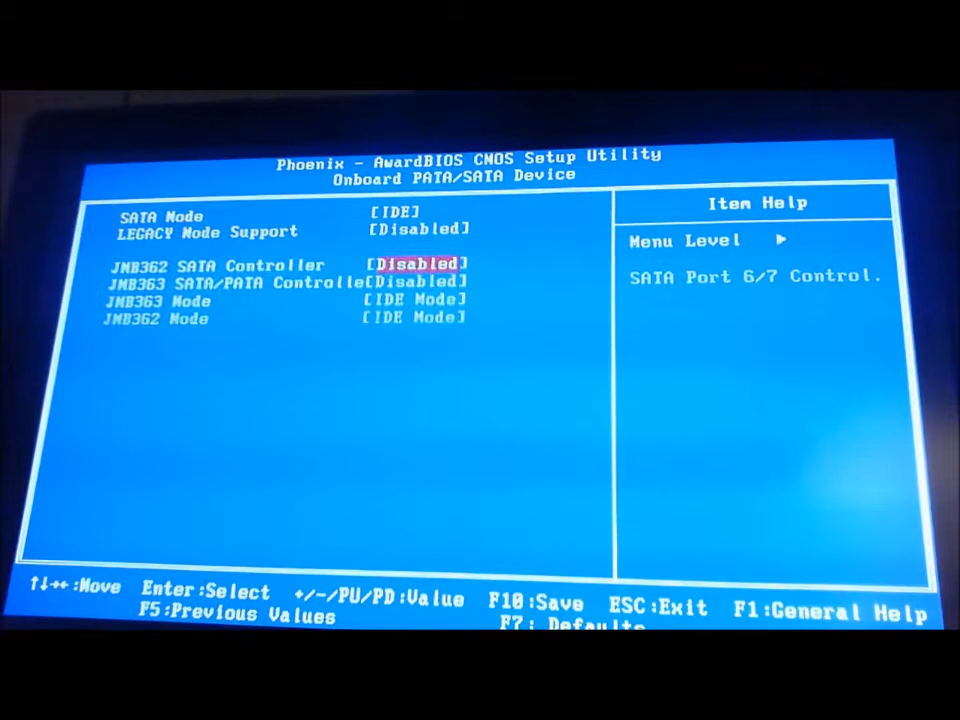 Phoenix - AwardBIOS CMOS Setup Utility
Onboard PATA/SATA Device
SATA Mode [IDE]
LEGACY Mode Support [Disabled]
JMB362 SATA Controller [Disabled]
JMB363 SATA/PATA Controlle[Disabled]
JMB363 Mode [IDE Mode]
JMB362 Mode [IDE Mode]
Item Help
Menu Level ▶
SATA Port 6/7 Control.
↑↓→←:Move Enter:Select +/-/PU/PD:Value F10:Save ESC:Exit F1:General Help
F5:Previous Values F7: Defaults